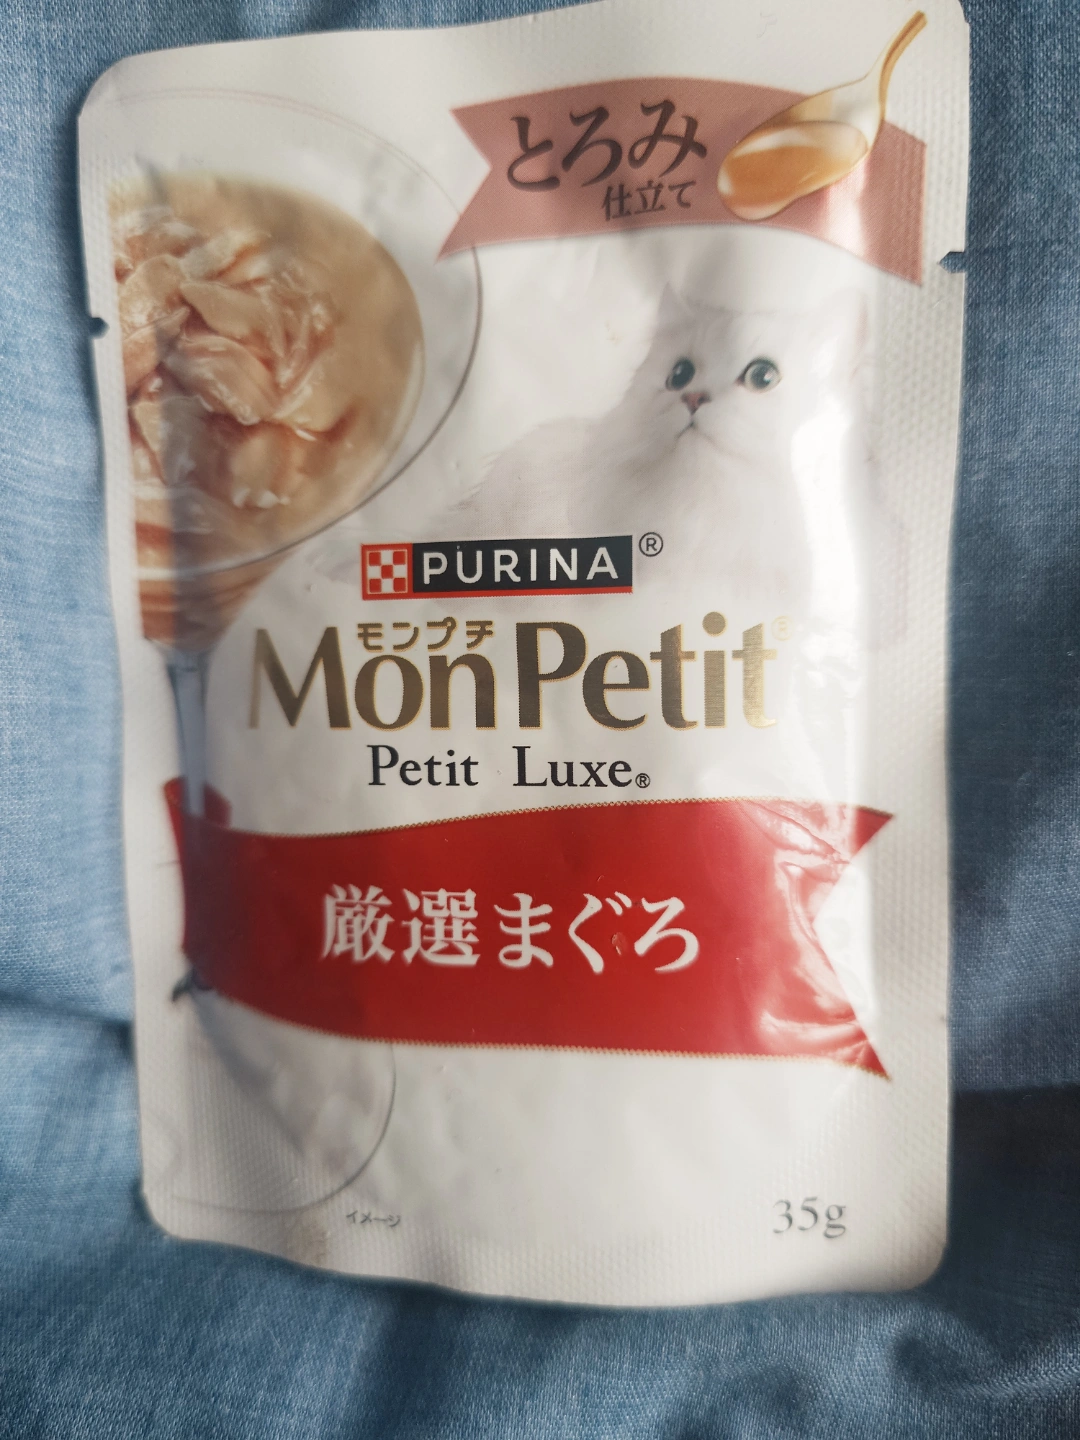 とろみ
仕立て
PURINA®
モンプチ
MonPetit®
Petit Luxe®
厳選まぐろ
イメージ
35g